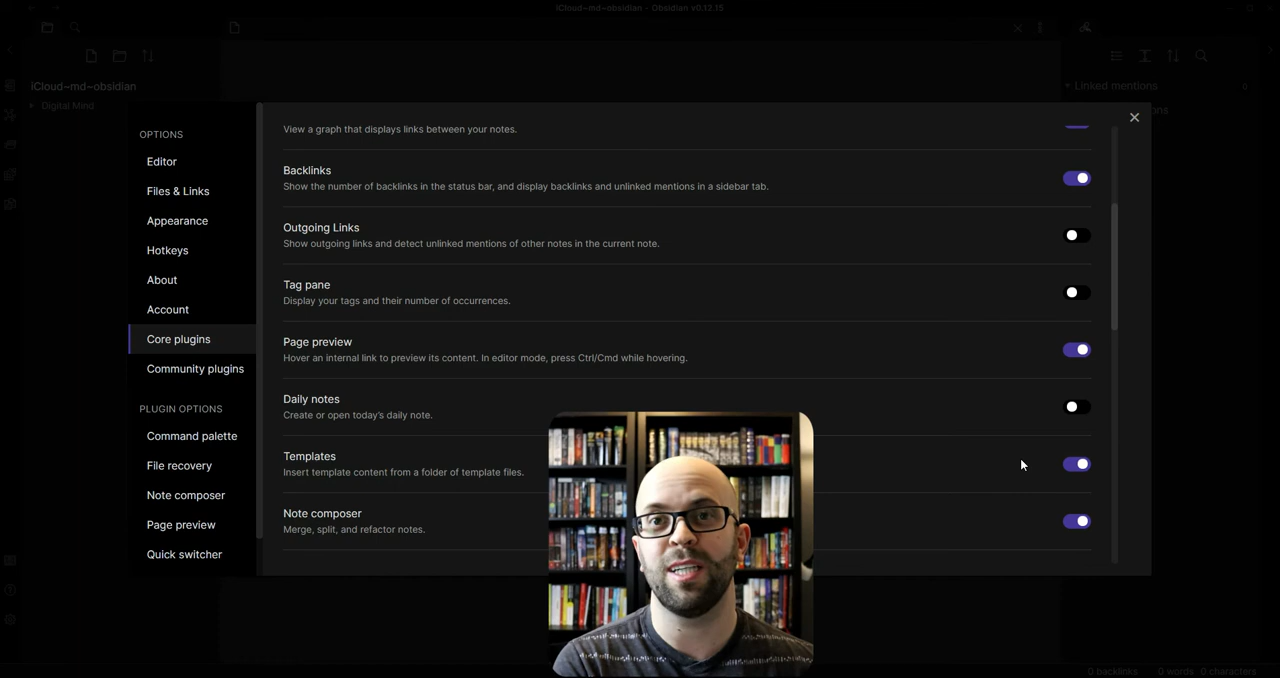 iCloud~md~obsidian - Obsidian v0.12.15
iCloud~md~obsidian
Digital Mind
Linked mentions
0
OPTIONS
Editor
Files & Links
Appearance
Hotkeys
About
Account
Core plugins
Community plugins
PLUGIN OPTIONS
Command palette
File recovery
Note composer
Page preview
Quick switcher
View a graph that displays links between your notes.
Backlinks
Show the number of backlinks in the status bar, and display backlinks and unlinked mentions in a sidebar tab.
Outgoing Links
Show outgoing links and detect unlinked mentions of other notes in the current note.
Tag pane
Display your tags and their number of occurrences.
Page preview
Hover an internal link to preview its content. In editor mode, press Ctrl/Cmd while hovering.
Daily notes
Create or open today's daily note.
Templates
Insert template content from a folder of template files.
Note composer
Merge, split, and refactor notes.
0 backlinks 0 words 0 characters